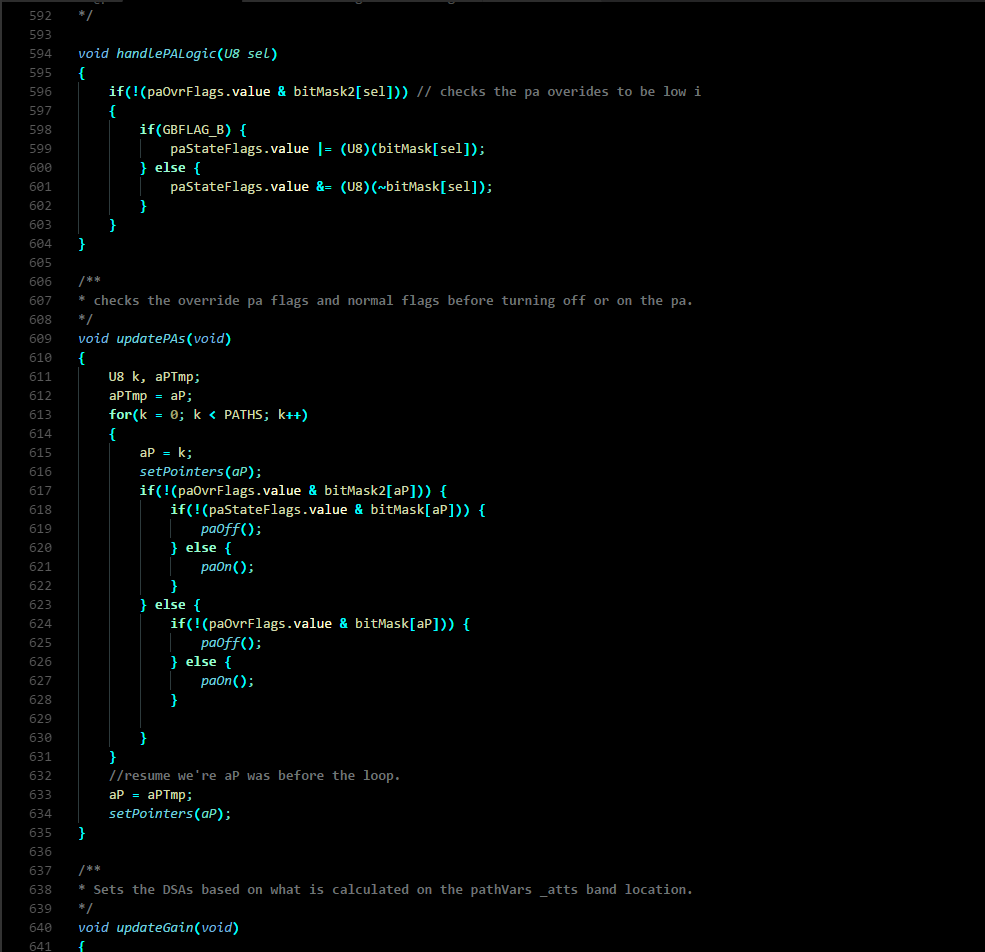 592 */
593
594 void handlePALogic(U8 sel)
595 {
596 if(!(paOvrFlags.value & bitMask2[sel])) // checks the pa overides to be low i
597 {
598 if(GBFLAG_B) {
599 paStateFlags.value |= (U8)(bitMask[sel]);
600 } else {
601 paStateFlags.value &= (U8)(~bitMask[sel]);
602 }
603 }
604 }
605
606 /**
607 * checks the override pa flags and normal flags before turning off or on the pa.
608 */
609 void updatePAs(void)
610 {
611 U8 k, aPTmp;
612 aPTmp = aP;
613 for(k = 0; k < PATHS; k++)
614 {
615 aP = k;
616 setPointers(aP);
617 if(!(paOvrFlags.value & bitMask2[aP])) {
618 if(!(paStateFlags.value & bitMask[aP])) {
619 paOff();
620 } else {
621 paOn();
622 }
623 } else {
624 if(!(paOvrFlags.value & bitMask[aP])) {
625 paOff();
626 } else {
627 paOn();
628 }
629
630 }
631 }
632 //resume we're aP was before the loop.
633 aP = aPTmp;
634 setPointers(aP);
635 }
636
637 /**
638 * Sets the DSAs based on what is calculated on the pathVars _atts band location.
639 */
640 void updateGain(void)
641 {